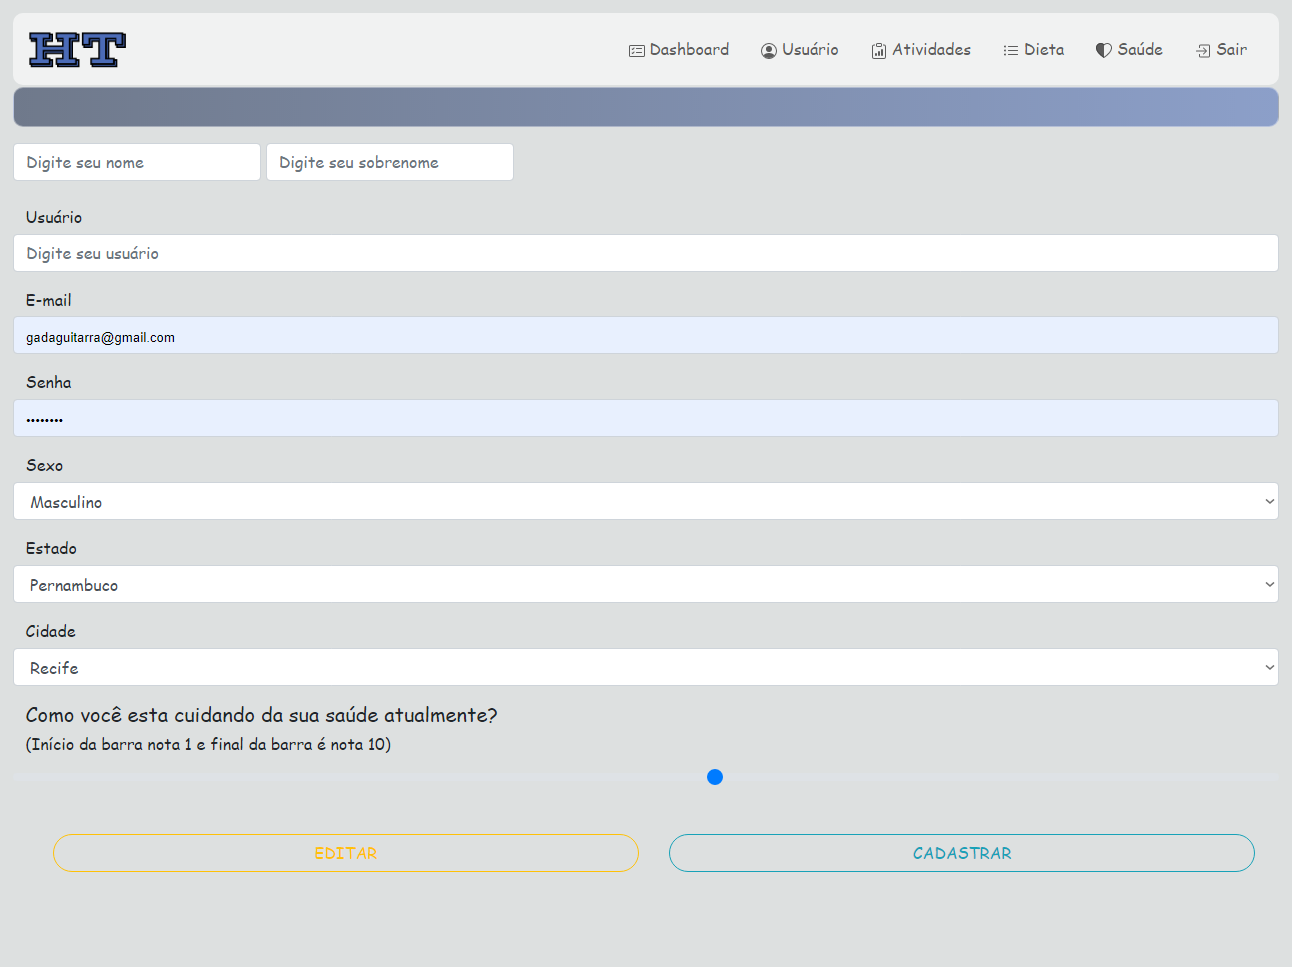 HT
Dashboard Usuário Atividades Dieta Saúde Sair
Digite seu nome Digite seu sobrenome
Usuário
Digite seu usuário
E-mail
gadaguitarra@gmail.com
Senha
••••••••
Sexo
Masculino
Estado
Pernambuco
Cidade
Recife
Como você esta cuidando da sua saúde atualmente?
(Início da barra nota 1 e final da barra é nota 10)
EDITAR CADASTRAR